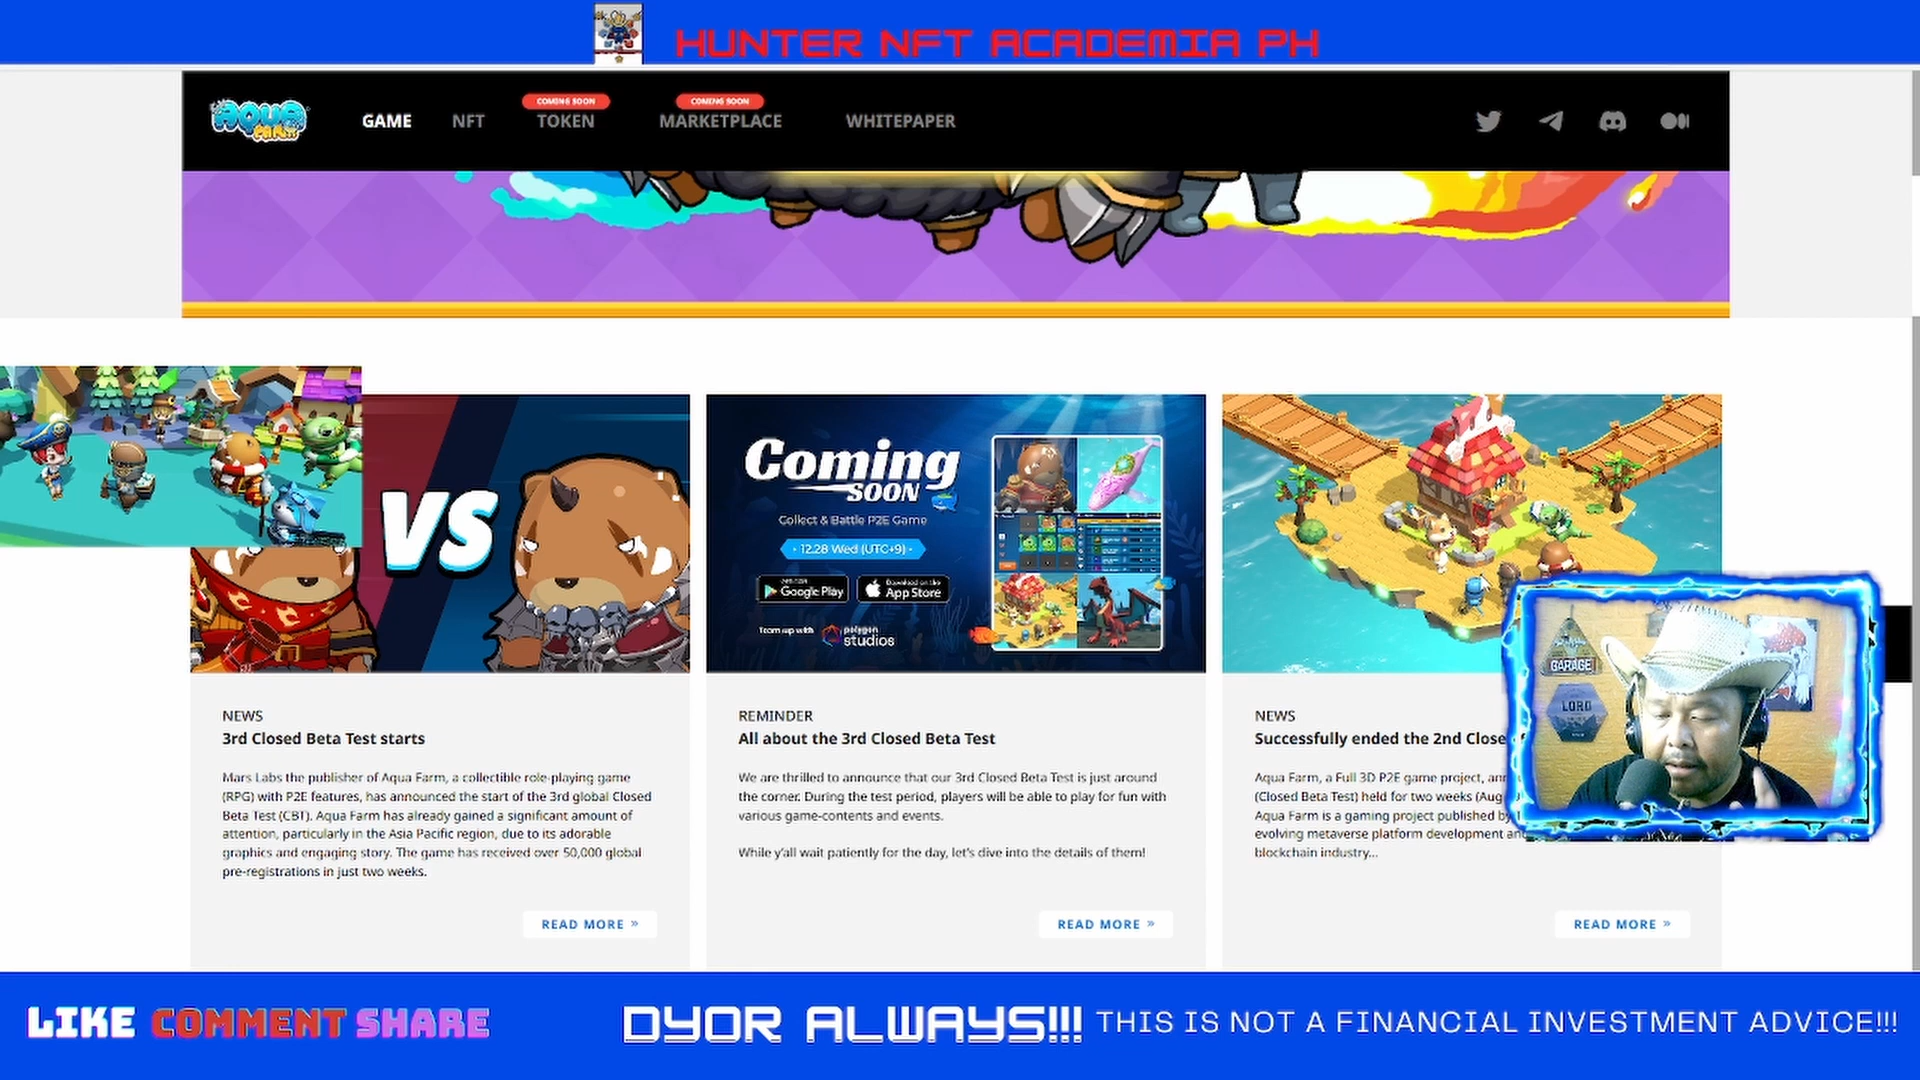 HUNTER NFT ACADEMIA PH
AQUA
FARM
GAME
NFT
COMING SOON
TOKEN
COMING SOON
MARKETPLACE
WHITEPAPER
VS
Coming
SOON
Collect & Battle P2E Game
12.28 Wed (UTC+9)
Google Play
Download on the
App Store
Team up with polygon
studios
GARAGE
LORD
NEWS
3rd Closed Beta Test starts
Mars Labs the publisher of Aqua Farm, a collectible role-playing game
(RPG) with P2E features, has announced the start of the 3rd global Closed
Beta Test (CBT). Aqua Farm has already gained a significant amount of
attention, particularly in the Asia Pacific region, due to its adorable
graphics and engaging story. The game has received over 50,000 global
pre-registrations in just two weeks.
READ MORE »
REMINDER
All about the 3rd Closed Beta Test
We are thrilled to announce that our 3rd Closed Beta Test is just around
the corner. During the test period, players will be able to play for fun with
various game-contents and events.
While y'all wait patiently for the day, let's dive into the details of them!
READ MORE »
NEWS
Successfully ended the 2nd Close
Aqua Farm, a Full 3D P2E game project,
(Closed Beta Test) held for two weeks (Aug
Aqua Farm is a gaming project published by
evolving metaverse platform development and
blockchain industry...
READ MORE »
LIKE COMMENT SHARE
DYOR ALWAYS!!! THIS IS NOT A FINANCIAL INVESTMENT ADVICE!!!